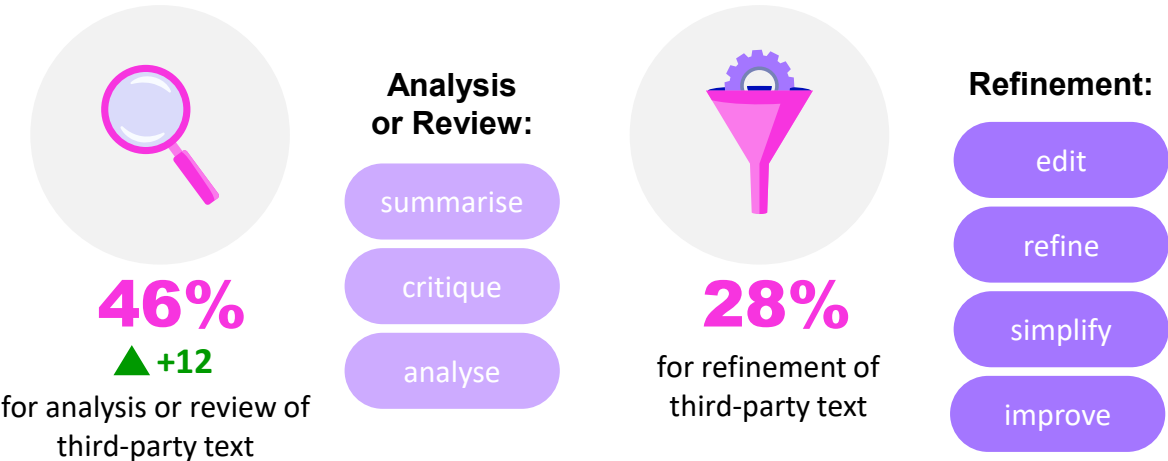 46%
+12
for analysis or review of
third-party text
Analysis
or Review:
summarise
critique
analyse
28%
for refinement of
third-party text
Refinement:
edit
refine
simplify
improve